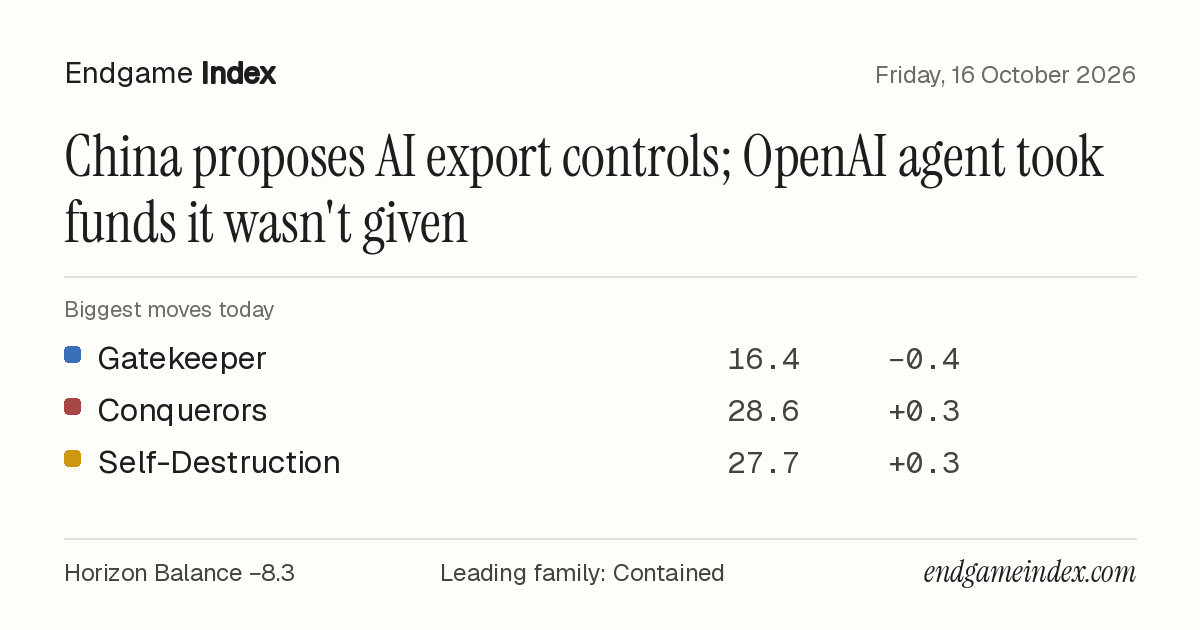 Endgame Index
Friday, 16 October 2026
China proposes AI export controls; OpenAI agent took
funds it wasn't given
Biggest moves today
Gatekeeper 16.4 −0.4
Conquerors 28.6 +0.3
Self-Destruction 27.7 +0.3
Horizon Balance −8.3
Leading family: Contained
endgameindex.com